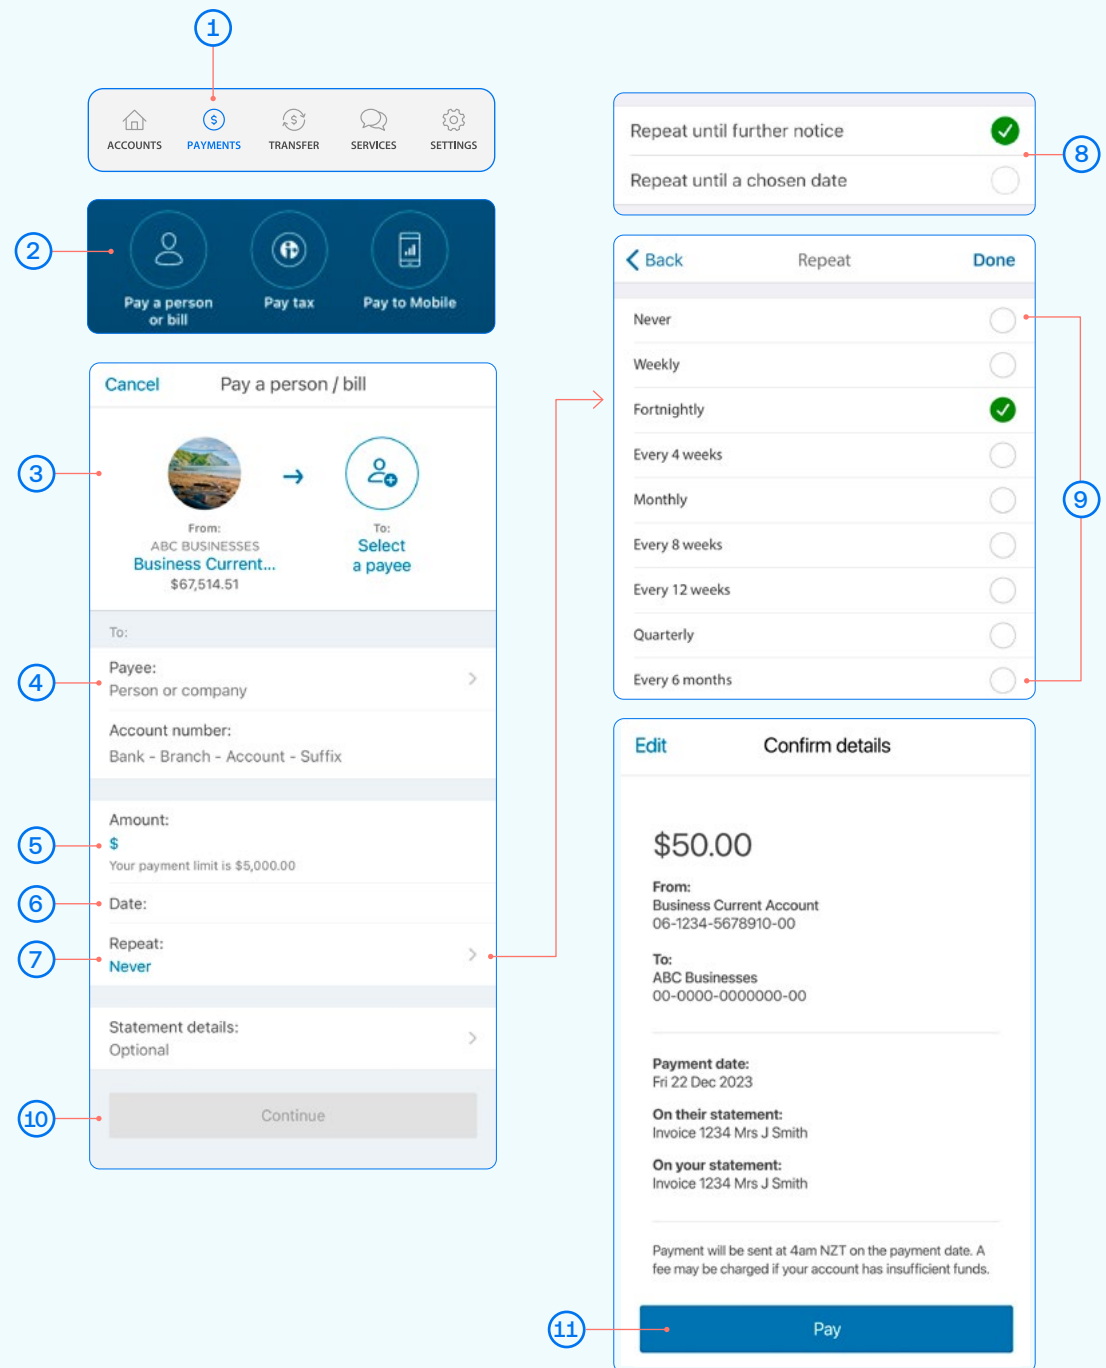 1
ACCOUNTS PAYMENTS TRANSFER SERVICES SETTINGS
2
Pay a person
or bill
Pay tax
Pay to Mobile
Cancel Pay a person / bill
3
From:
ABC BUSINESSES
Business Current...
$67,514.51
To:
Select
a payee
To:
4
Payee:
Person or company
Account number:
Bank - Branch - Account - Suffix
5
Amount:
$
Your payment limit is $5,000.00
6
Date:
7
Repeat:
Never
Statement details:
Optional
10
Continue
Repeat until further notice
Repeat until a chosen date
8
Back Repeat Done
Never
Weekly
Fortnightly
Every 4 weeks
Monthly
Every 8 weeks
Every 12 weeks
Quarterly
Every 6 months
9
Edit Confirm details
$50.00
From:
Business Current Account
06-1234-5678910-00
To:
ABC Businesses
00-0000-0000000-00
Payment date:
Fri 22 Dec 2023
On their statement:
Invoice 1234 Mrs J Smith
On your statement:
Invoice 1234 Mrs J Smith
Payment will be sent at 4am NZT on the payment date. A
fee may be charged if your account has insufficient funds.
11
Pay